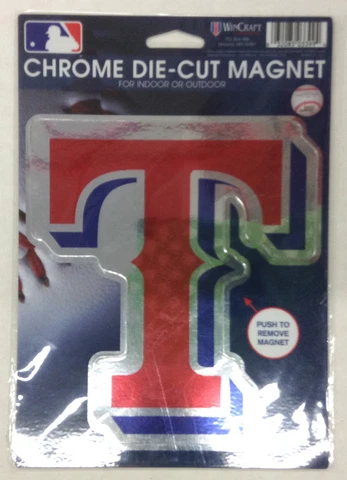 WINCRAFT
CHROME DIE-CUT MAGNET
FOR INDOOR OR OUTDOOR
T
PUSH TO
REMOVE
MAGNET